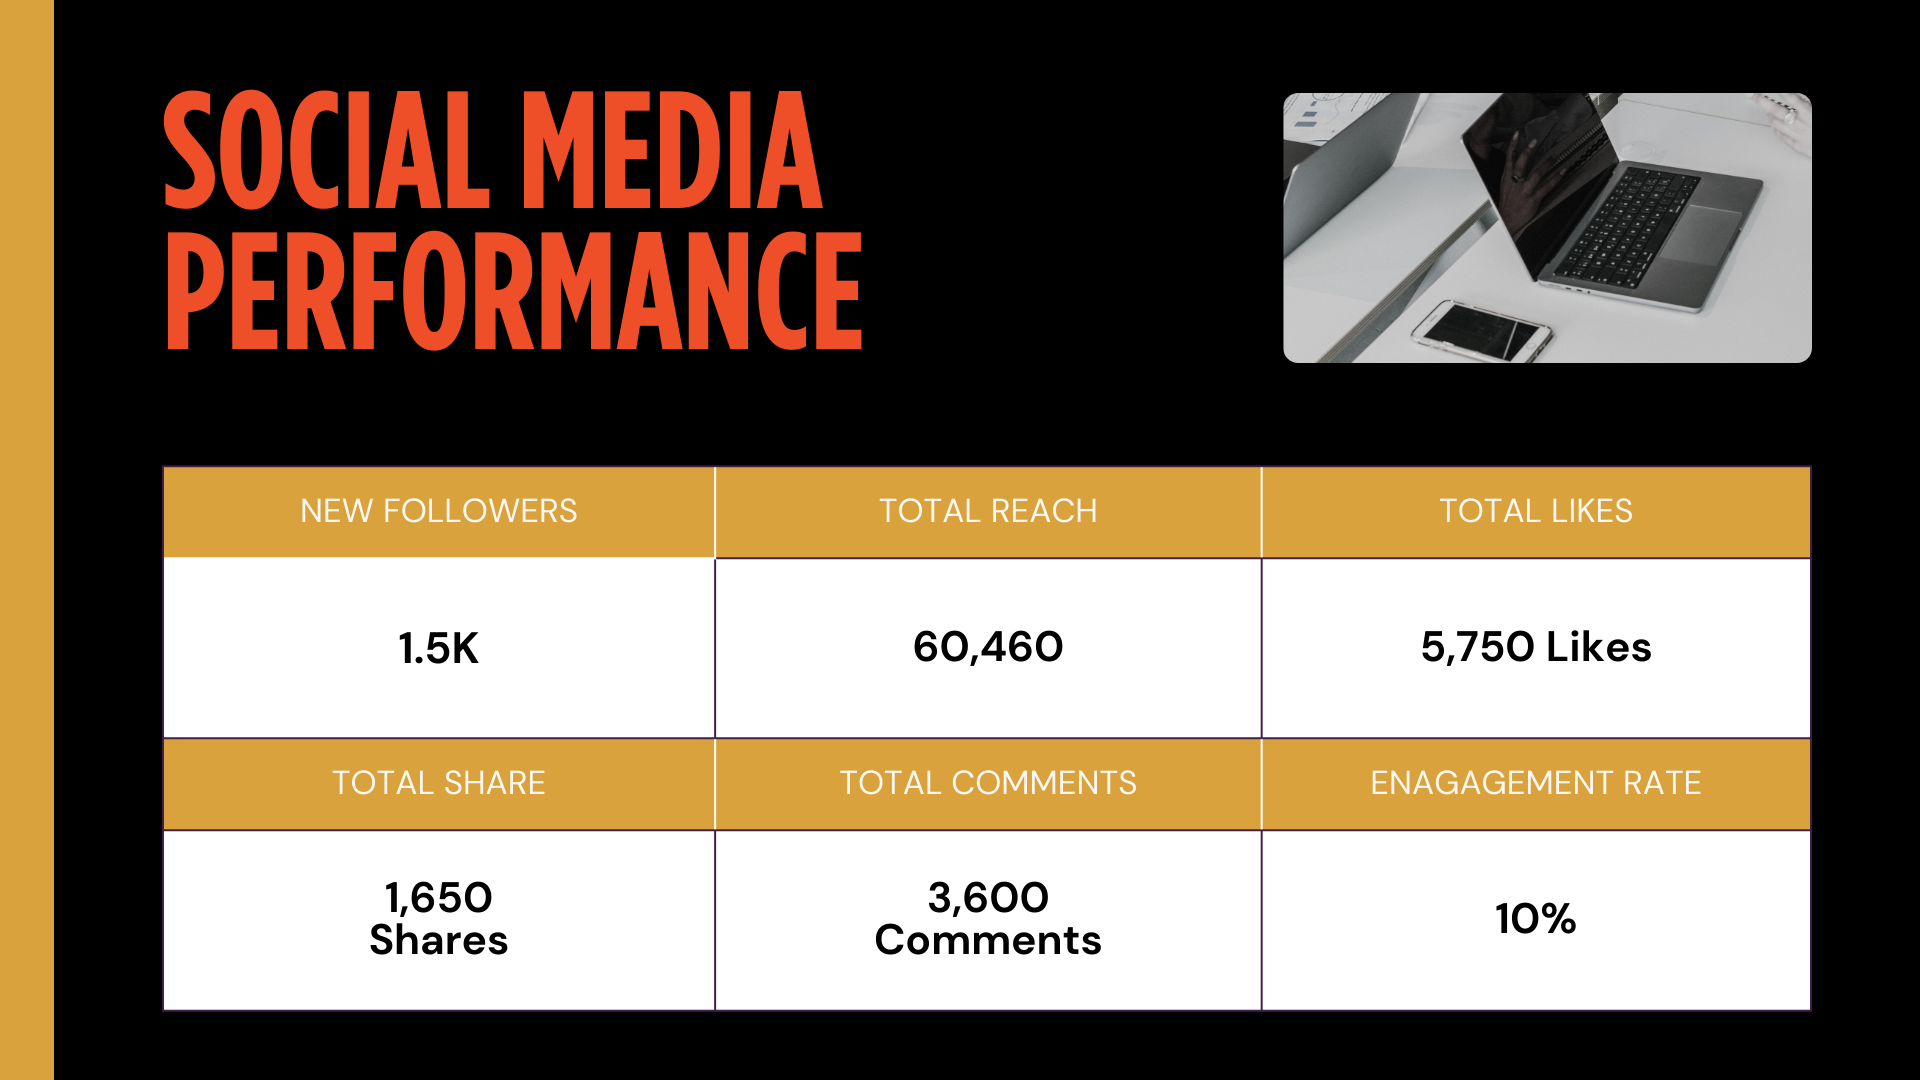 SOCIAL MEDIA
PERFORMANCE
NEW FOLLOWERS
TOTAL REACH
TOTAL LIKES
1.5K
60,460
5,750 Likes
TOTAL SHARE
TOTAL COMMENTS
ENAGAGEMENT RATE
1,650
Shares
3,600
Comments
10%